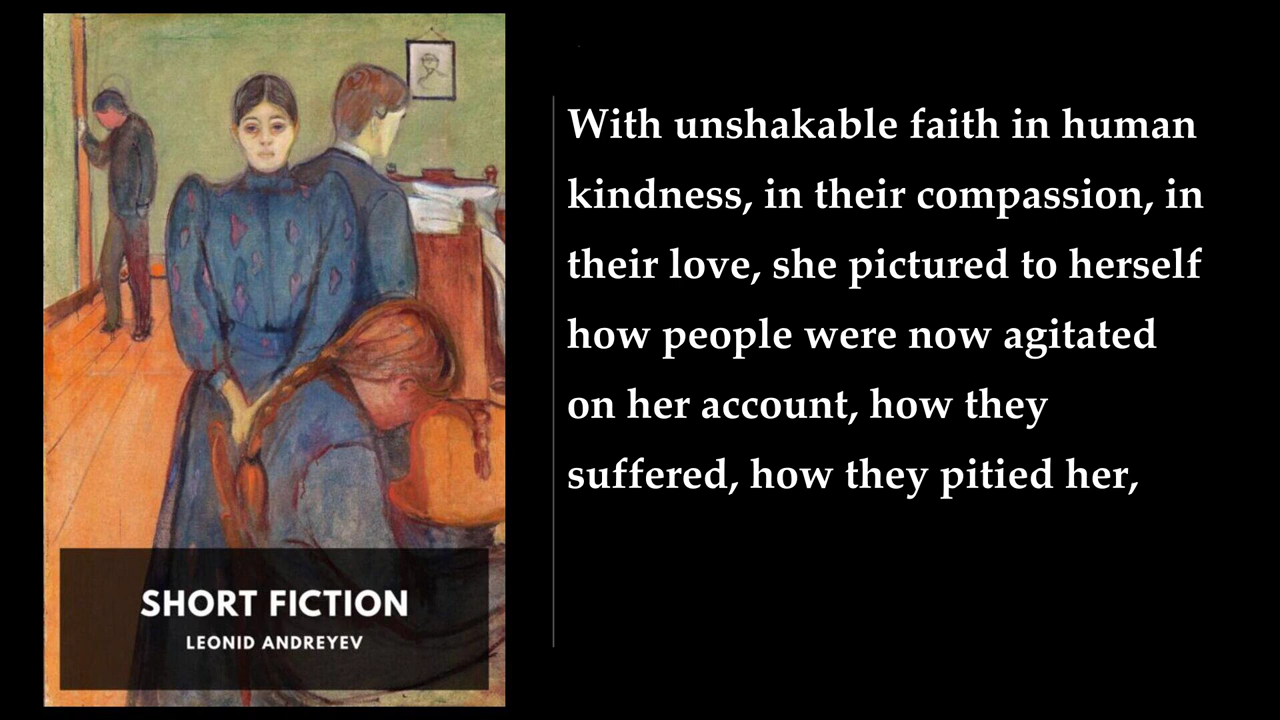 SHORT FICTION
LEONID ANDREYEV
With unshakable faith in human
kindness, in their compassion, in
their love, she pictured to herself
how people were now agitated
on her account, how they
suffered, how they pitied her,